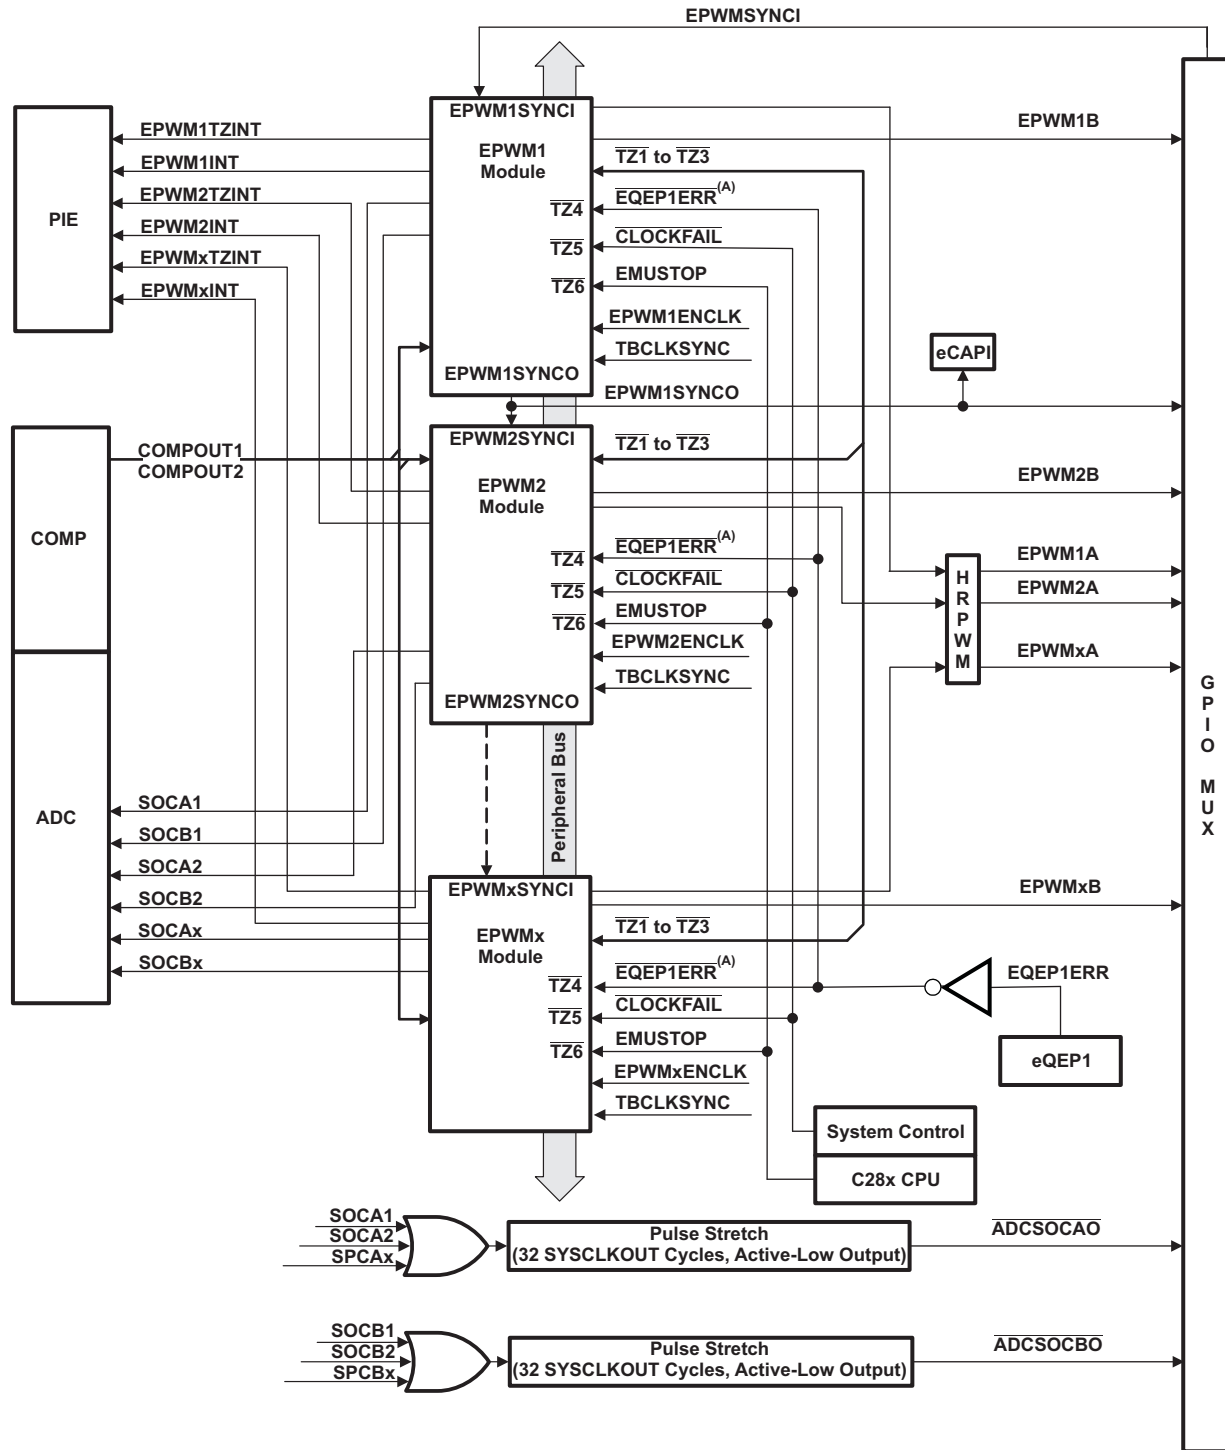 EPWMSYNCI
EPWM1SYNCI
EPWM1
Module
TZ4
TZ5
TZ6
EPWM1SYNCO
EPWM1TZINT
EPWM1INT
EPWM2TZINT
EPWM2INT
EPWMxTZINT
EPWMxINT
PIE
EPWM1B
TZ1 to TZ3
EQEP1ERR(A)
CLOCKFAIL
EMUSTOP
EPWM1ENCLK
TBCLKSYNC
eCAPI
EPWM1SYNCO
COMPOUT1
COMPOUT2
COMP
EPWM2SYNCI
EPWM2
Module
TZ4
TZ5
TZ6
EPWM2SYNCO
TZ1 to TZ3
EPWM2B
EQEP1ERR(A)
CLOCKFAIL
EMUSTOP
EPWM2ENCLK
TBCLKSYNC
HRPWM
EPWM1A
EPWM2A
EPWMxA
GPIO MUX
Peripheral Bus
ADC
SOCA1
SOCB1
SOCA2
SOCB2
SOCAx
SOCBx
EPWMxSYNCI
EPWMx
Module
TZ4
TZ5
TZ6
EPWMxB
TZ1 to TZ3
EQEP1ERR(A)
CLOCKFAIL
EMUSTOP
EPWMxENCLK
TBCLKSYNC
EQEP1ERR
eQEP1
System Control
C28x CPU
SOCA1
SOCA2
SPCAx
Pulse Stretch
(32 SYSCLKOUT Cycles, Active-Low Output)
ADCSOCAO
SOCB1
SOCB2
SPCBx
Pulse Stretch
(32 SYSCLKOUT Cycles, Active-Low Output)
ADCSOCBO